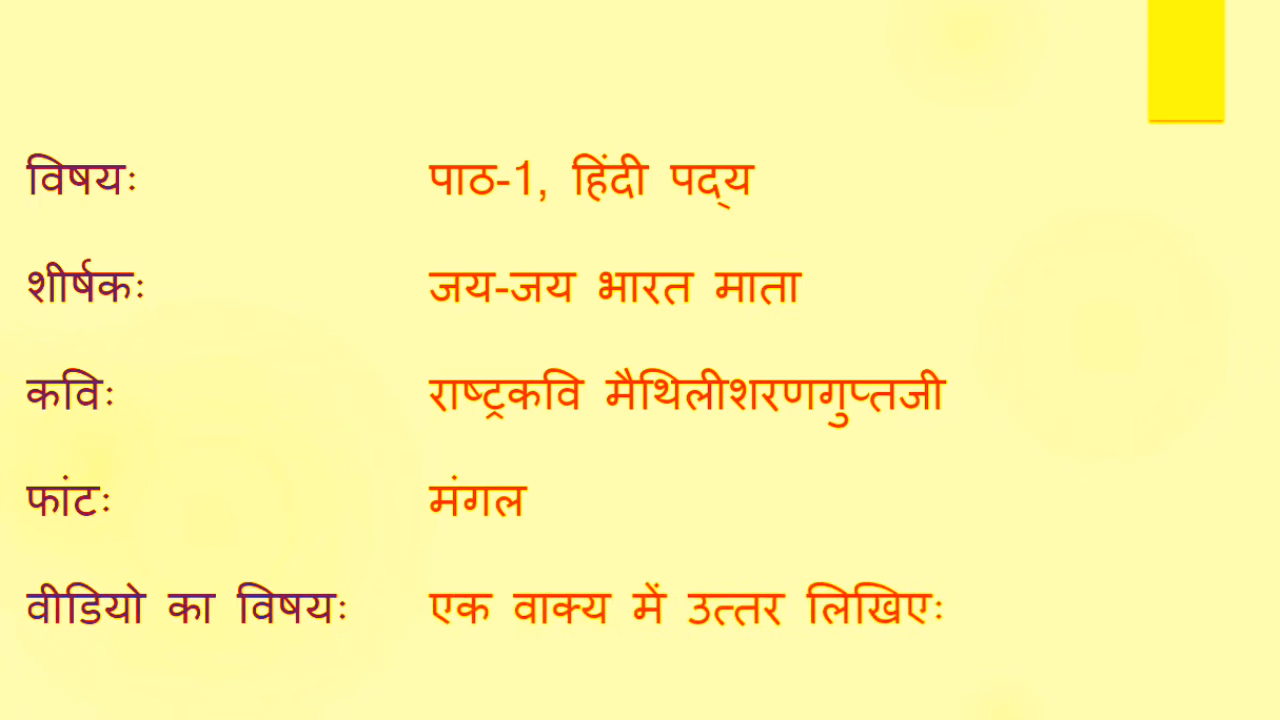 विषयः पाठ-1, हिंदी पद्य
शीर्षकः जय-जय भारत माता
कविः राष्ट्रकवि मैथिलीशरणगुप्तजी
फांटः मंगल
वीडियो का विषयः एक वाक्य में उत्तर लिखिएः